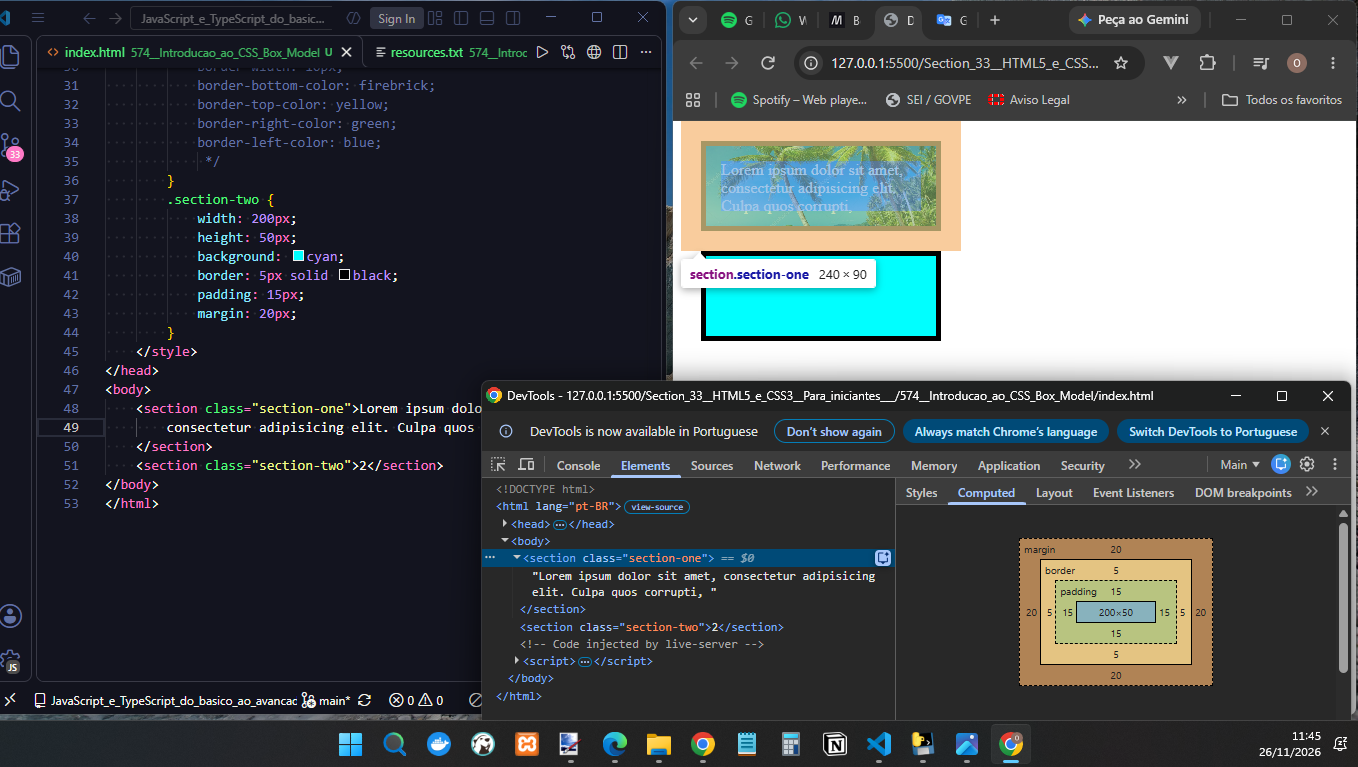 JavaScript_e_TypeScript_do_basico...
Sign In
index.html 574__Introducao_ao_CSS_Box_Model U
resources.txt 574__Introc
31 border-bottom-color: firebrick;
32 border-top-color: yellow;
33 border-right-color: green;
34 border-left-color: blue;
35 */
36 }
37 .section-two {
38 width: 200px;
39 height: 50px;
40 background: cyan;
41 border: 5px solid black;
42 padding: 15px;
43 margin: 20px;
44 }
45 </style>
46 </head>
47 <body>
48 <section class="section-one">Lorem ipsum dolo
49 consectetur adipisicing elit. Culpa quos
50 </section>
51 <section class="section-two">2</section>
52 </body>
53 </html>
33
JS
JavaScript_e_TypeScript_do_basico_ao_avancac
main*
0
0
G
B
D
G
Peça ao Gemini
127.0.0.1:5500/Section_33__HTML5_e_CSS...
O
Spotify – Web playe...
SEI / GOVPE
Aviso Legal
Todos os favoritos
Lorem ipsum dolor sit amet,
consectetur adipisicing elit.
Culpa quos corrupti,
section.section-one 240 × 90
DevTools - 127.0.0.1:5500/Section_33__HTML5_e_CSS3__Para_iniciantes___/574__Introducao_ao_CSS_Box_Model/index.html
DevTools is now available in Portuguese
Don't show again
Always match Chrome's language
Switch DevTools to Portuguese
Console
Elements
Sources
Network
Performance
Memory
Application
Security
Main
<!DOCTYPE html>
<html lang="pt-BR"> view-source
<head> … </head>
<body>
<section class="section-one"> == $0
"Lorem ipsum dolor sit amet, consectetur adipisicing
elit. Culpa quos corrupti, "
</section>
<section class="section-two">2</section>
<!-- Code injected by live-server -->
<script> … </script>
</body>
</html>
Styles
Computed
Layout
Event Listeners
DOM breakpoints
margin 20
border 5
padding 15
20 5 15 200×50 15 5 20
15
5
20
11:45
26/11/2026